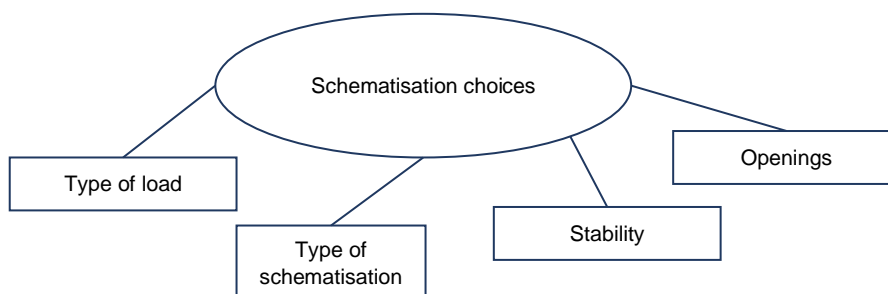 Schematisation choices
Openings
Type of load
Stability
Type of
schematisation